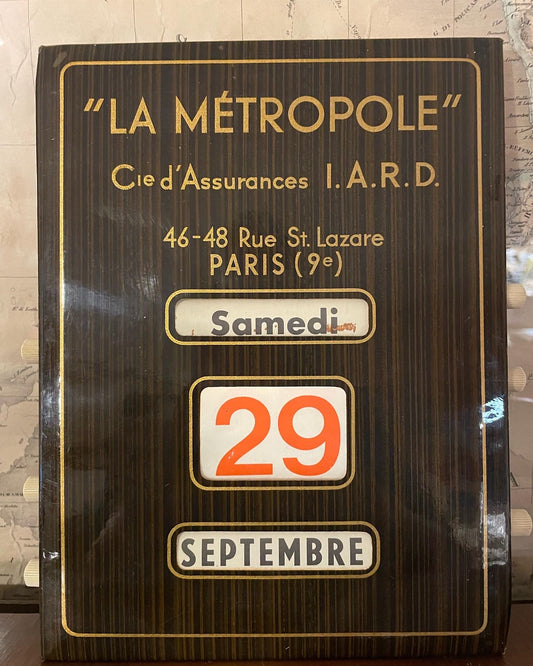 "LA MÉTROPOLE"
Cie d'Assurances I.A.R.D.
46-48 Rue St. Lazare
PARIS (9e)
Samedi
29
SEPTEMBRE